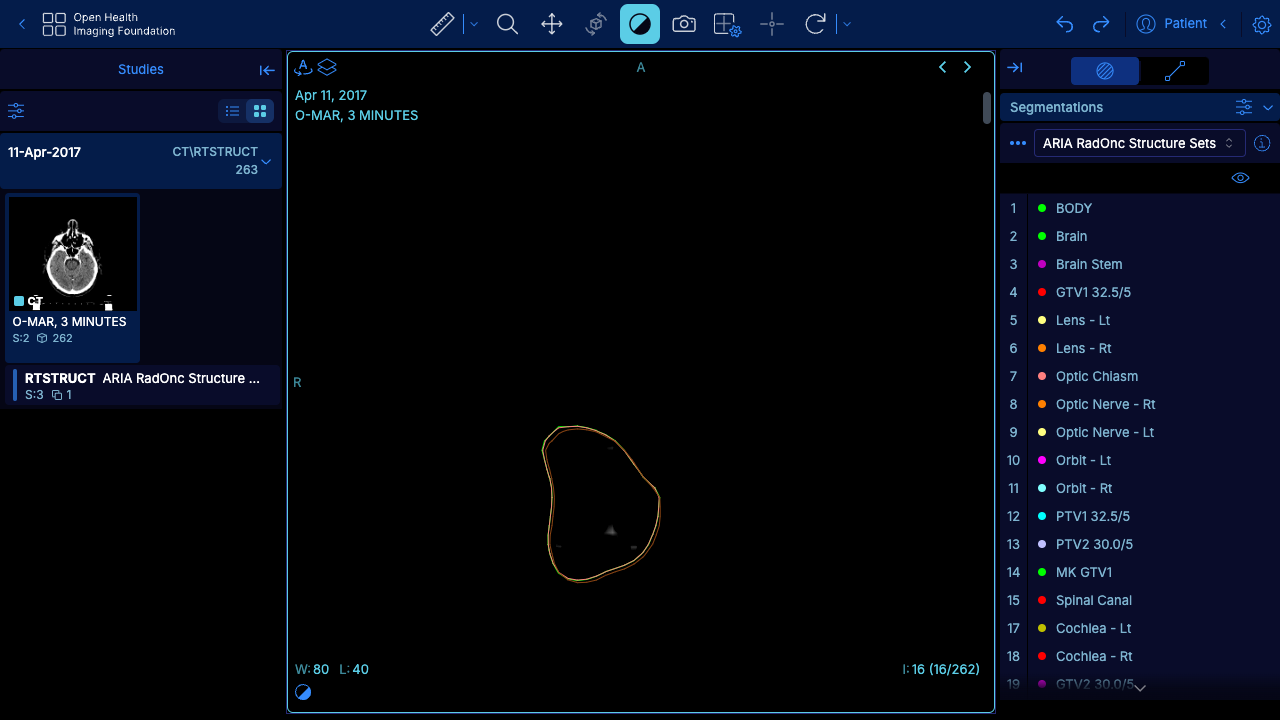 Open Health
Imaging Foundation
Patient
Studies
11-Apr-2017
CT\RTSTRUCT
263
CT
O-MAR, 3 MINUTES
S:2 262
RTSTRUCT ARIA RadOnc Structure ...
S:3 1
A
Apr 11, 2017
O-MAR, 3 MINUTES
R
W: 80 L: 40
I: 16 (16/262)
Segmentations
ARIA RadOnc Structure Sets
1 BODY
2 Brain
3 Brain Stem
4 GTV1 32.5/5
5 Lens - Lt
6 Lens - Rt
7 Optic Chiasm
8 Optic Nerve - Rt
9 Optic Nerve - Lt
10 Orbit - Lt
11 Orbit - Rt
12 PTV1 32.5/5
13 PTV2 30.0/5
14 MK GTV1
15 Spinal Canal
17 Cochlea - Lt
18 Cochlea - Rt
19 GTV2 30.0/5